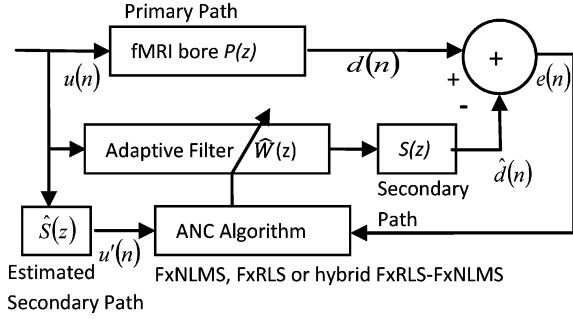 Primary Path
fMRI bore P(z)
u(n)
d(n)
+
+
-
e(n)
Adaptive Filter Ŵ(z)
S(z)
d̂(n)
Secondary
Path
Ŝ(z)
u'(n)
ANC Algorithm
Estimated
Secondary Path
FxNLMS, FxRLS or hybrid FxRLS-FxNLMS